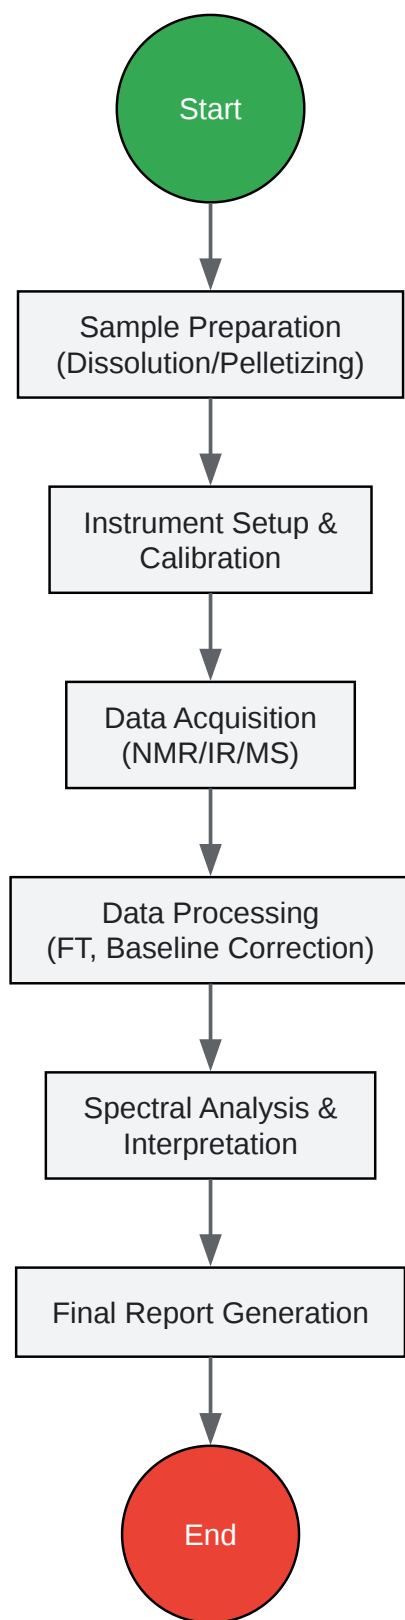 Start
Sample Preparation
(Dissolution/Pelletizing)
Instrument Setup &
Calibration
Data Acquisition
(NMR/IR/MS)
Data Processing
(FT, Baseline Correction)
Spectral Analysis &
Interpretation
Final Report Generation
End